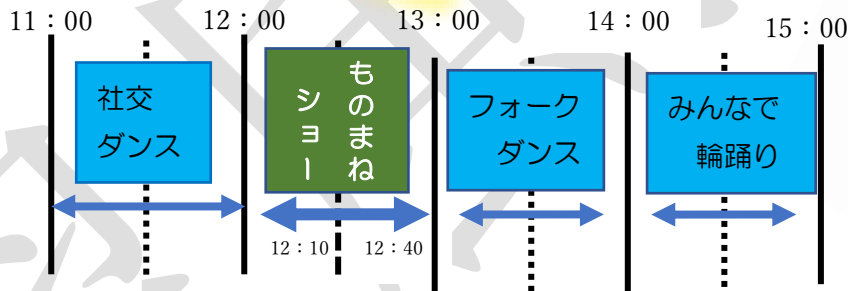 11：00
12：00
13：00
14：00
15：00
社交
ダンス
ものまね
ショー
フォーク
ダンス
みんなで
輪踊り
12：10
12：40